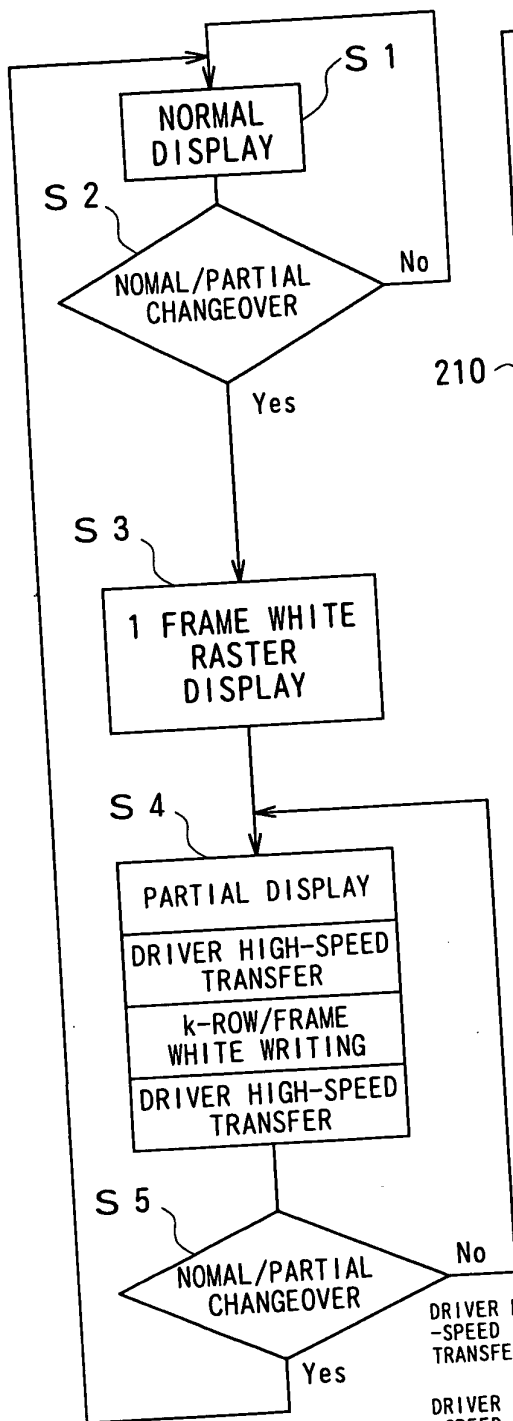 S 1
NORMAL
DISPLAY
S 2
NOMAL/PARTIAL
CHANGEOVER
No
Yes
210
S 3
1 FRAME WHITE
RASTER
DISPLAY
S 4
PARTIAL DISPLAY
DRIVER HIGH-SPEED
TRANSFER
k-ROW/FRAME
WHITE WRITING
DRIVER HIGH-SPEED
TRANSFER
S 5
NOMAL/PARTIAL
CHANGEOVER
No
Yes
DRIVER
-SPEED
DRIVER